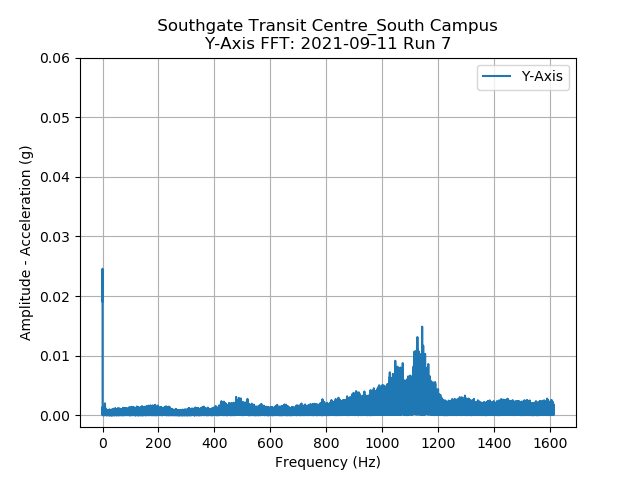 Southgate Transit Centre_South Campus
Y-Axis FFT: 2021-09-11 Run 7
Y-Axis
0.06
0.05
0.04
0.03
0.02
0.01
0.00
Amplitude - Acceleration (g)
0 200 400 600 800 1000 1200 1400 1600
Frequency (Hz)